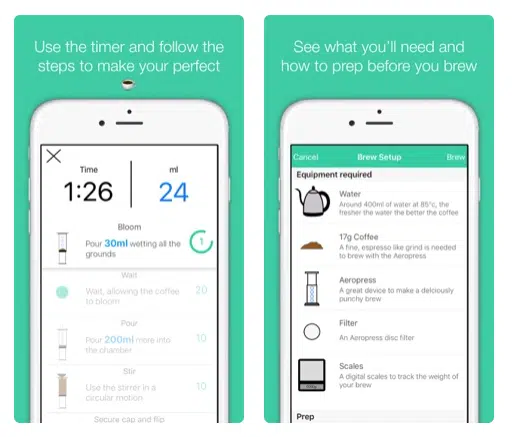 Use the timer and follow the
steps to make your perfect
Time
1:26
ml
24
Bloom
Pour 30ml wetting all the
grounds
1
Wait
Wait, allowing the coffee
to bloom
20
Pour
Pour 200ml more into
the chamber
10
Stir
Use the stirrer in a
circular motion
10
Secure cap and flip
See what you'll need and
how to prep before you brew
Cancel
Brew Setup
Brew
Equipment required
Water
Around 400ml of water at 85°c, the
fresher the water the better the coffee
17g Coffee
A fine, espresso like grind is needed
to brew with the Aeropress
Aeropress
A great device to make a delciously
punchy brew
Filter
An Aeropress disc filter
Scales
A digital scales to track the weight of
your brew
Prep